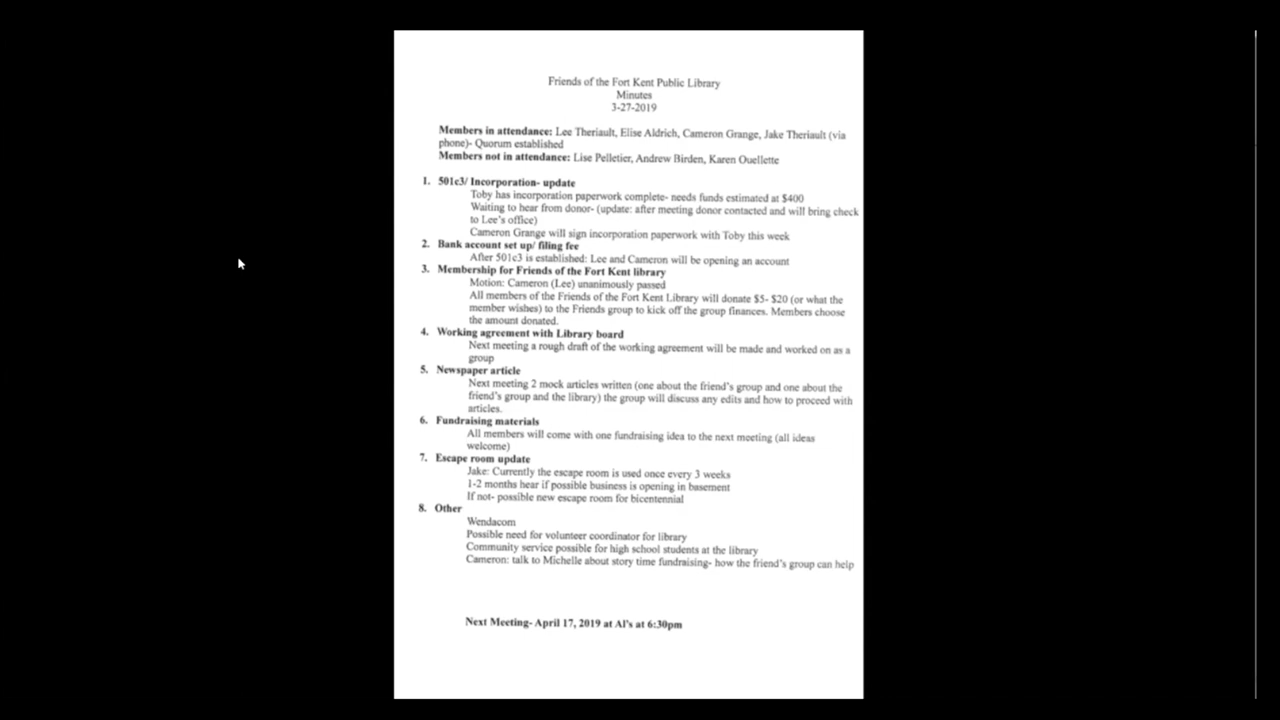 Friends of the Fort Kent Public Library
Minutes
3-27-2019
Members in attendance: Lee Theriault, Elise Aldrich, Cameron Grange, Jake Theriault (via
phone)- Quorum established
Members not in attendance: Lise Pelletier, Andrew Birden, Karen Ouellette
1. 501c3/ Incorporation- update
Toby has incorporation paperwork complete- needs funds estimated at $400
Waiting to hear from donor- (update: after meeting donor contacted and will bring check
to Lee's office)
Cameron Grange will sign incorporation paperwork with Toby this week
2. Bank account set up/ filing fee
After 501c3 is established: Lee and Cameron will be opening an account
3. Membership for Friends of the Fort Kent library
Motion: Cameron (Lee) unanimously passed
All members of the Friends of the Fort Kent Library will donate $5- $20 (or what the
member wishes) to the Friends group to kick off the group finances. Members choose
the amount donated.
4. Working agreement with Library board
Next meeting a rough draft of the working agreement will be made and worked on as a
group
5. Newspaper article
Next meeting 2 mock articles written (one about the friend's group and one about the
friend's group and the library) the group will discuss any edits and how to proceed with
articles.
6. Fundraising materials
All members will come with one fundraising idea to the next meeting (all ideas
welcome)
7. Escape room update
Jake: Currently the escape room is used once every 3 weeks
1-2 months hear if possible business is opening in basement
If not- possible new escape room for bicentennial
8. Other
Wendacom
Possible need for volunteer coordinator for library
Community service possible for high school students at the library
Cameron: talk to Michelle about story time fundraising- how the friend's group can help
Next Meeting- April 17, 2019 at Al's at 6:30pm